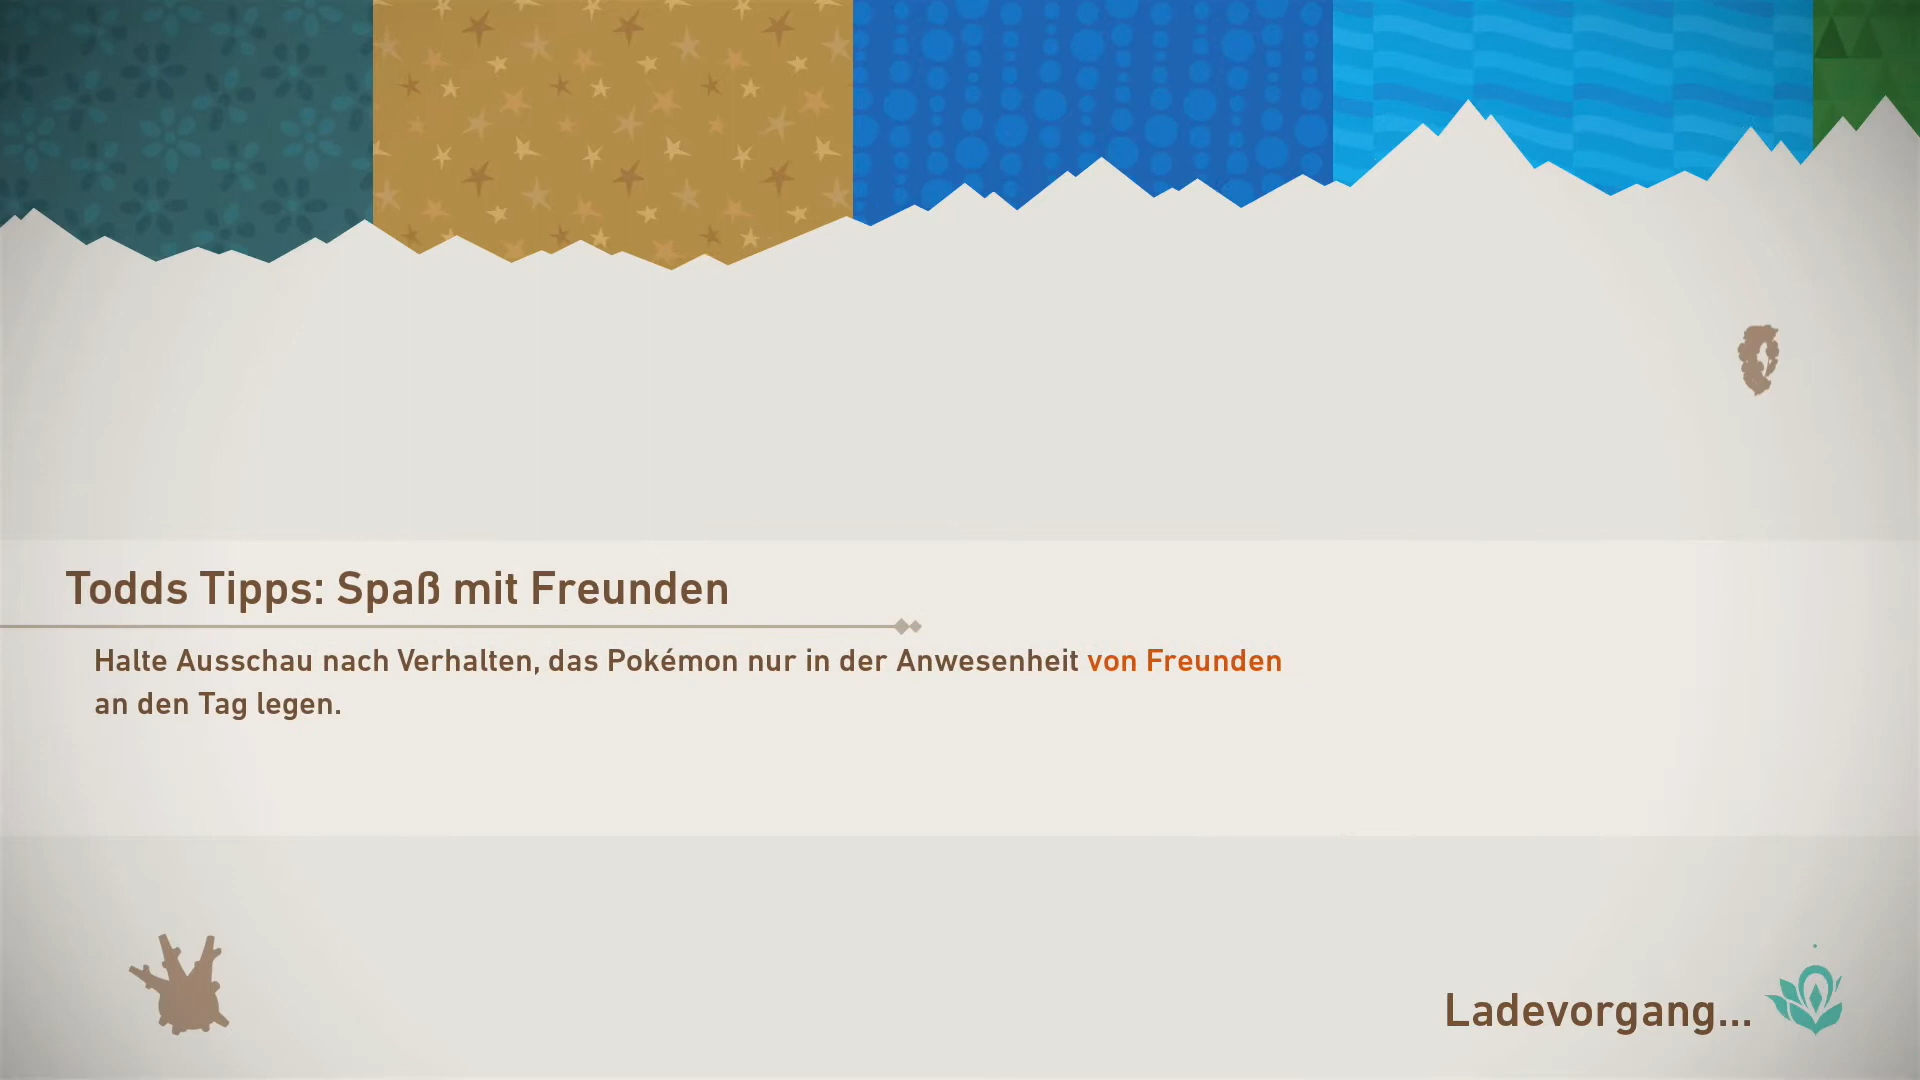 Todds Tipps: Spaß mit Freunden
Halte Ausschau nach Verhalten, das Pokémon nur in der Anwesenheit von Freunden
an den Tag legen.
Ladevorgang...